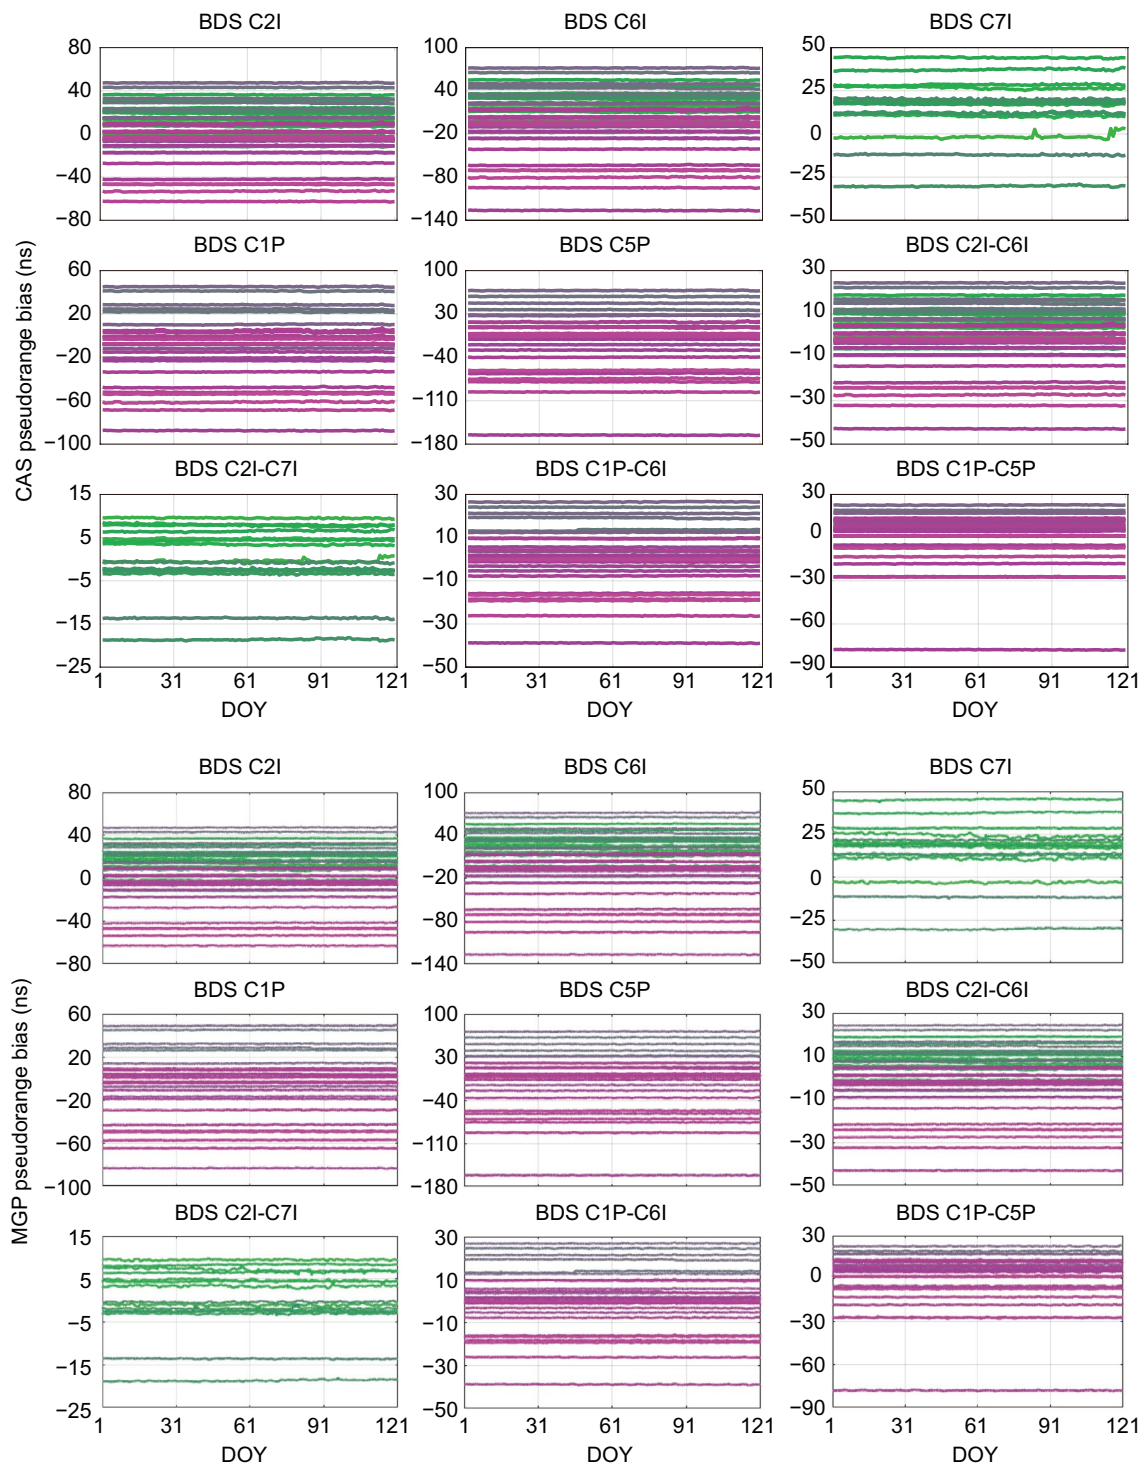 BDS C2I
BDS C6I
BDS C7I
80
40
0
−40
−80
100
40
−20
−80
−140
50
25
0
−25
−50
CAS pseudorange bias (ns)
BDS C1P
BDS C5P
BDS C2I-C6I
60
20
−20
−60
−100
100
30
−40
−110
−180
30
10
−10
−30
−50
BDS C2I-C7I
BDS C1P-C6I
BDS C1P-C5P
15
5
−5
−15
−25
30
10
−10
−30
−50
30
0
−30
−60
−90
1 31 61 91 121
1 31 61 91 121
1 31 61 91 121
DOY
DOY
DOY
BDS C2I
BDS C6I
BDS C7I
80
40
0
−40
−80
100
40
−20
−80
−140
50
25
0
−25
−50
MGP pseudorange bias (ns)
BDS C1P
BDS C5P
BDS C2I-C6I
60
20
−20
−60
−100
100
30
−40
−110
−180
30
10
−10
−30
−50
BDS C2I-C7I
BDS C1P-C6I
BDS C1P-C5P
15
5
−5
−15
−25
30
10
−10
−30
−50
30
0
−30
−60
−90
1 31 61 91 121
1 31 61 91 121
1 31 61 91 121
DOY
DOY
DOY